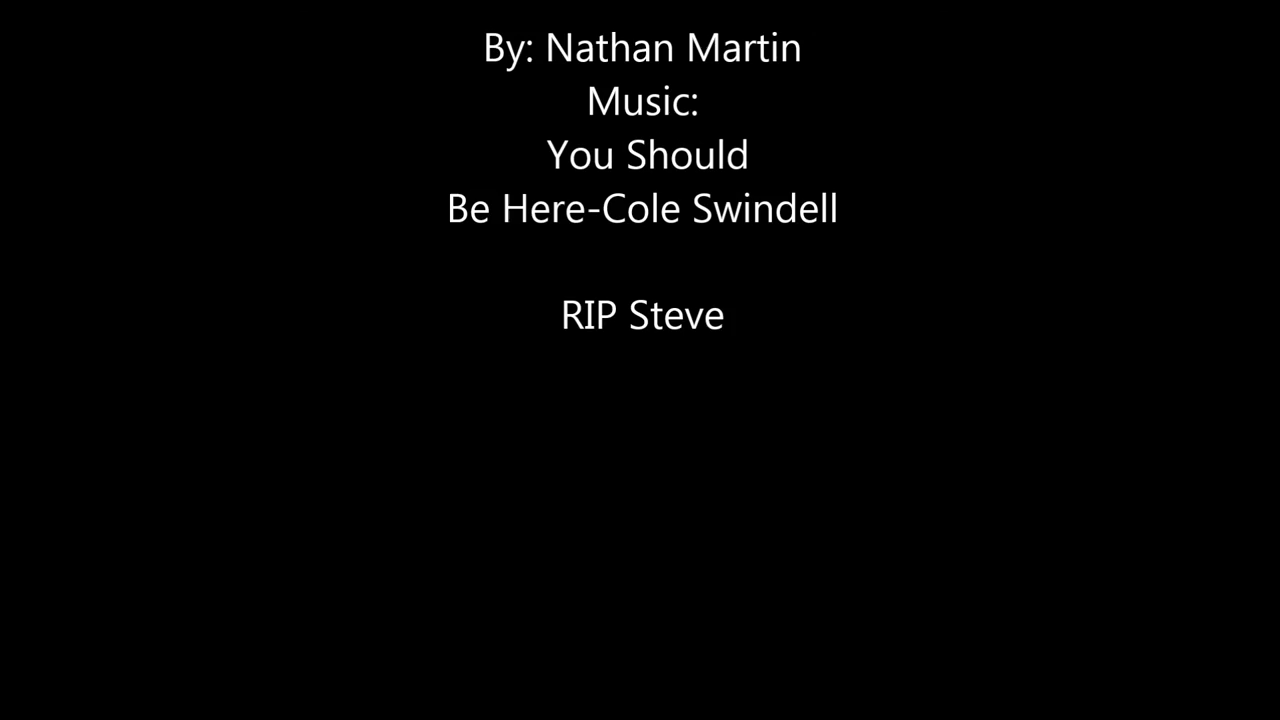 By: Nathan Martin
Music:
You Should
Be Here-Cole Swindell
RIP Steve